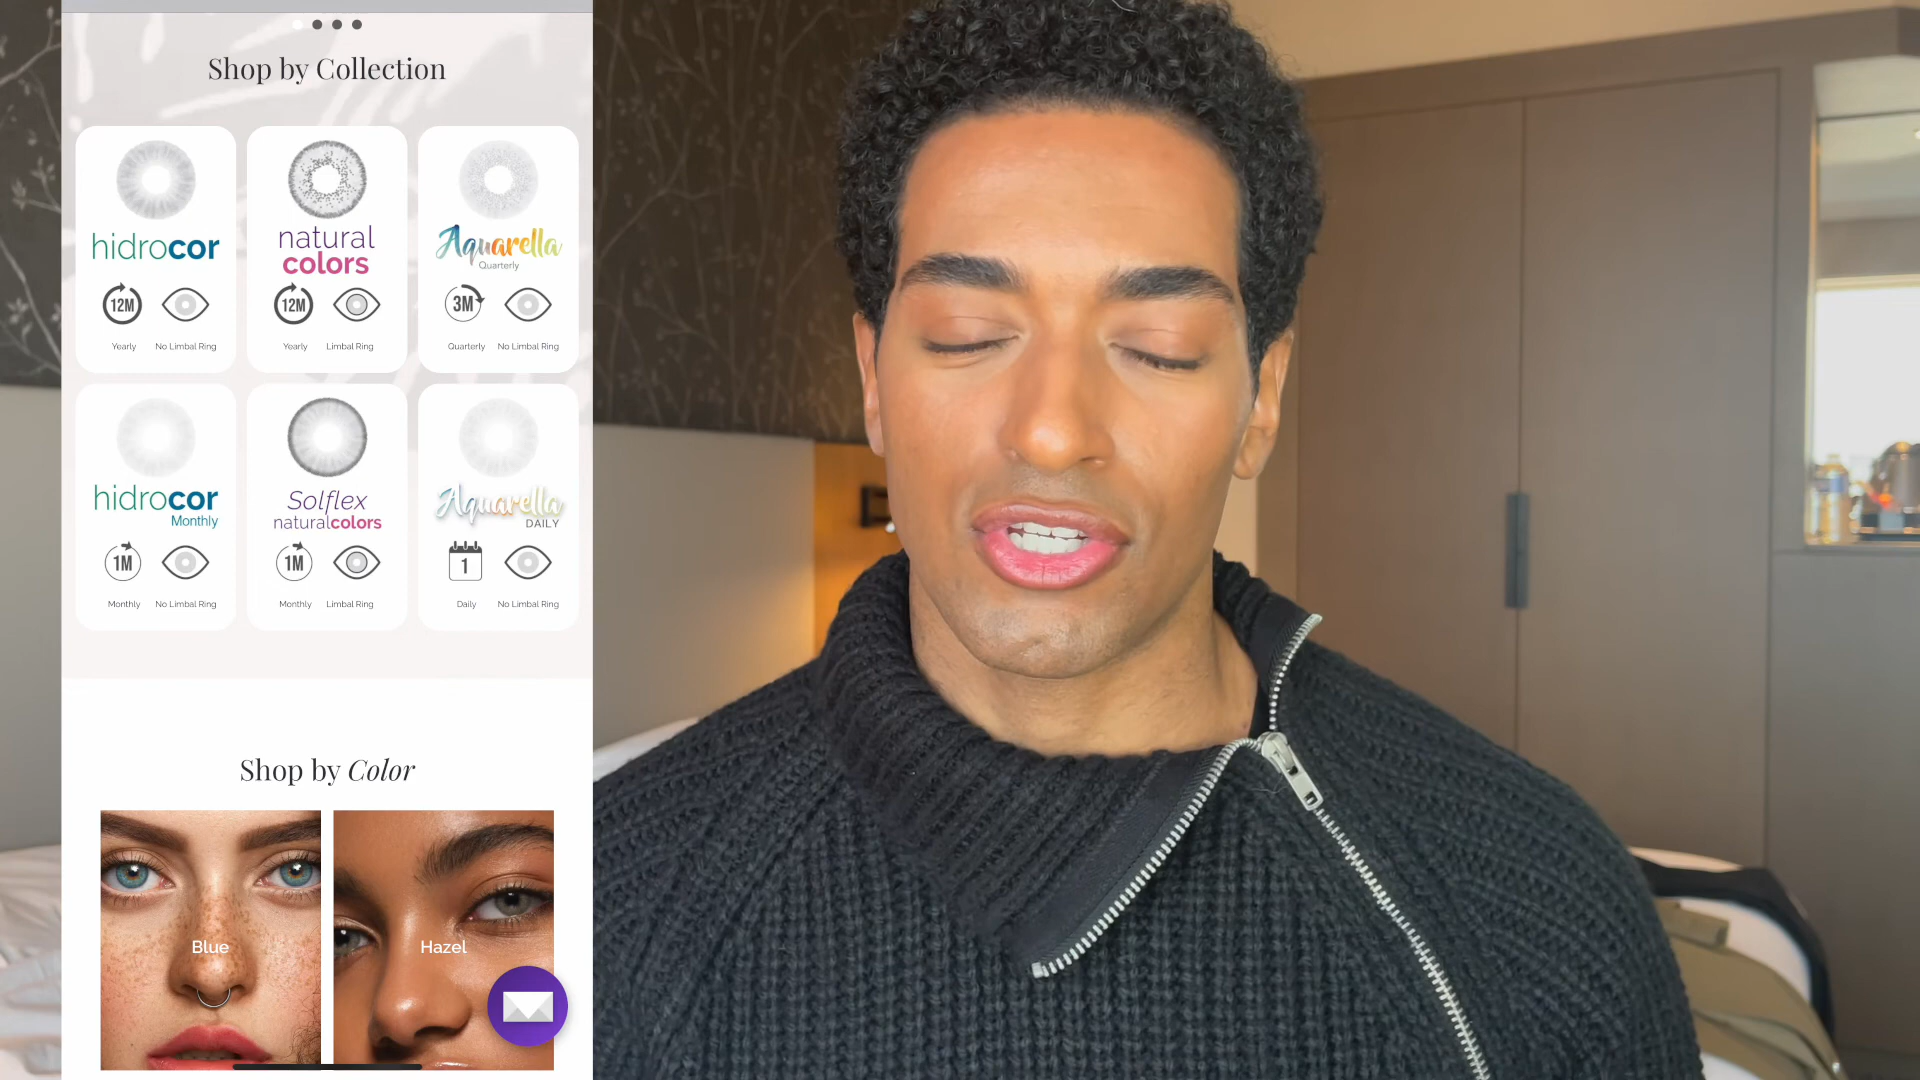 Shop by Collection
hidrocor
natural
colors
Aquarella
Quarterly
12M
12M
3M
Yearly
No Limbal Ring
Yearly
Limbal Ring
Quarterly
No Limbal Ring
hidrocor
Monthly
Solflex
naturalcolors
Aquarella
DAILY
1M
1M
1
Monthly
No Limbal Ring
Monthly
Limbal Ring
Daily
No Limbal Ring
Shop by Color
Blue
Hazel